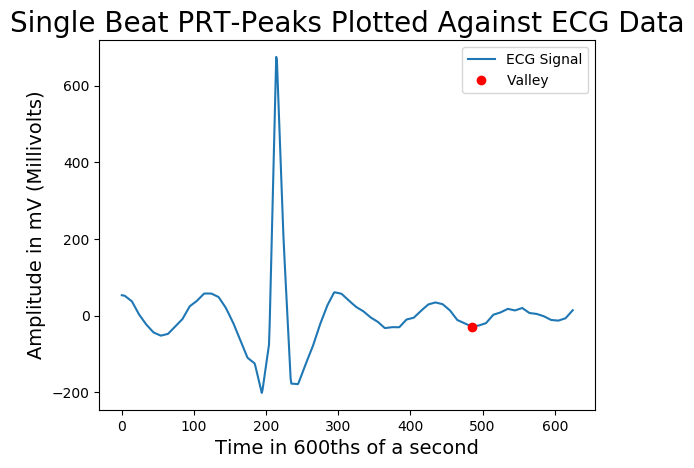 Single Beat PRT-Peaks Plotted Against ECG Data
ECG Signal
Valley
Amplitude in mV (Millivolts)
600
400
200
0
−200
0 100 200 300 400 500 600
Time in 600ths of a second